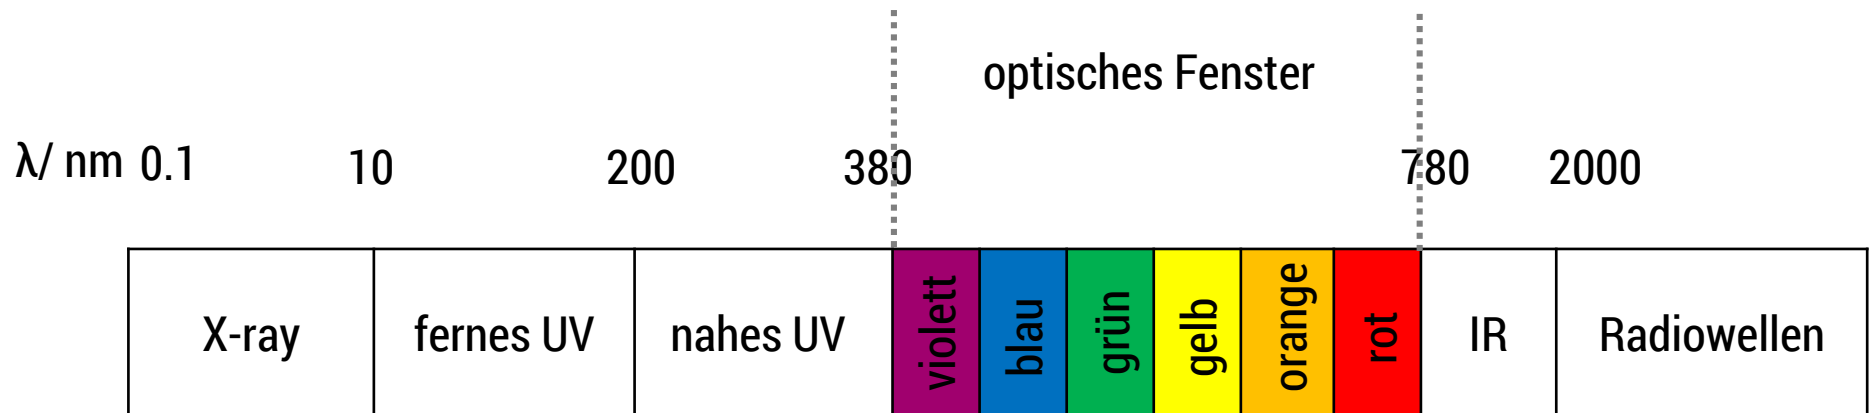 optisches Fenster
λ/ nm 0.1 10 200 380 780 2000
X-ray fernes UV nahes UV violett blau grün gelb orange rot IR Radiowellen